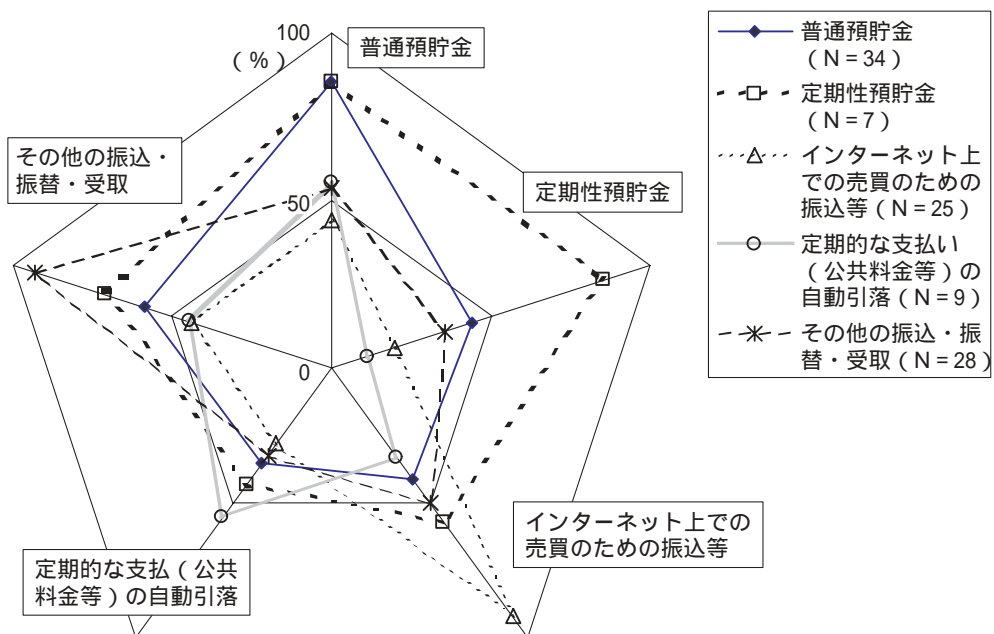 100
(%)
普通預貯金
50
0
定期性預貯金
インターネット上での
売買のための振込等
定期的な支払(公共
料金等)の自動引落
その他の振込・
振替・受取
普通預貯金
(N=34)
定期性預貯金
(N=7)
インターネット上
での売買のための
振込等(N=25)
定期的な支払い
(公共料金等)の
自動引落(N=9)
その他の振込・振
替・受取(N=28)